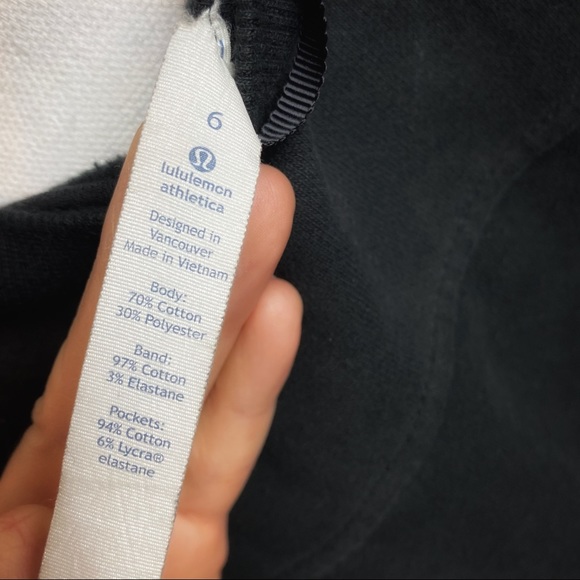 6
lululemon
athletica
Designed in
Vancouver
Made in Vietnam
Body:
70% Cotton
30% Polyester
Band:
97% Cotton
3% Elastane
Pockets:
94% Cotton
6% Lycra®
elastane